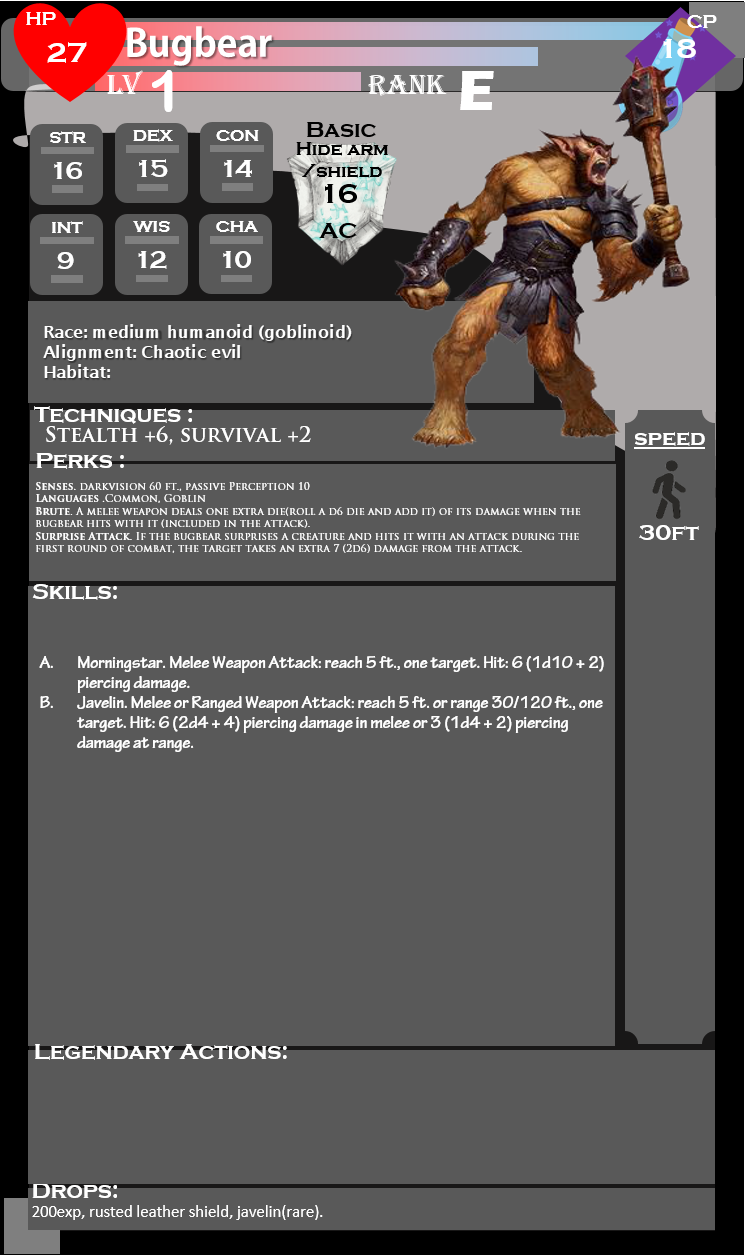 HP
27
Bugbear
CP
18
LV 1
RANK E
STR
16
DEX
15
CON
14
INT
9
WIS
12
CHA
10
BASIC
HIDE ARM
/SHIELD
16
AC
Race: medium humanoid (goblinoid)
Alignment: Chaotic evil
Habitat:
TECHNIQUES :
STEALTH +6, SURVIVAL +2
PERKS :
SENSES. DARKVISION 60 FT., PASSIVE PERCEPTION 10
LANGUAGES .COMMON, GOBLIN
BRUTE. A MELEE WEAPON DEALS ONE EXTRA DIE(ROLL A D6 DIE AND ADD IT) OF ITS DAMAGE WHEN THE
BUGBEAR HITS WITH IT (INCLUDED IN THE ATTACK).
SURPRISE ATTACK. IF THE BUGBEAR SURPRISES A CREATURE AND HITS IT WITH AN ATTACK DURING THE
FIRST ROUND OF COMBAT, THE TARGET TAKES AN EXTRA 7 (2D6) DAMAGE FROM THE ATTACK.
SPEED
30FT
SKILLS:
A. Morningstar. Melee Weapon Attack: reach 5 ft., one target. Hit: 6 (1d10 + 2)
piercing damage.
B. Javelin. Melee or Ranged Weapon Attack: reach 5 ft. or range 30/120 ft., one
target. Hit: 6 (2d4 + 4) piercing damage in melee or 3 (1d4 + 2) piercing
damage at range.
LEGENDARY ACTIONS:
DROPS:
200exp, rusted leather shield, javelin(rare).